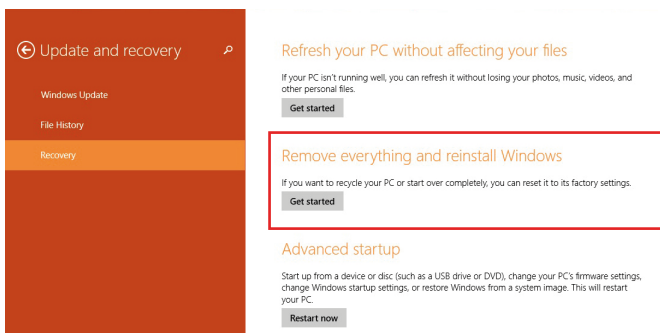 Update and recovery
Windows Update
File History
Recovery
Refresh your PC without affecting your files
If your PC isn't running well, you can refresh it without losing your photos, music, videos, and
other personal files.
Get started
Remove everything and reinstall Windows
If you want to recycle your PC or start over completely, you can reset it to its factory settings.
Get started
Advanced startup
Start up from a device or disc (such as a USB drive or DVD), change your PC's firmware settings,
change Windows startup settings, or restore Windows from a system image. This will restart
your PC.
Restart now